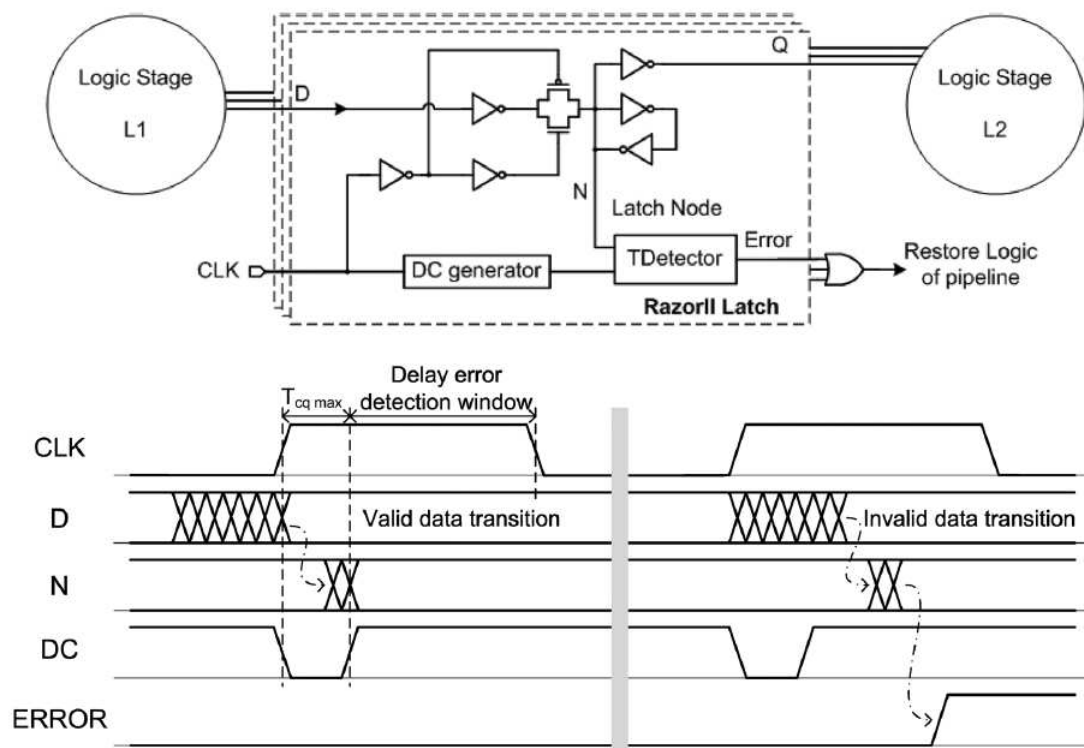 Logic Stage
L1
D
Q
Logic Stage
L2
N
Latch Node
CLK
DC generator
TDetector
Error
Restore Logic
of pipeline
RazorII Latch
Tcq max
Delay error
detection window
CLK
D
Valid data transition
Invalid data transition
N
DC
ERROR